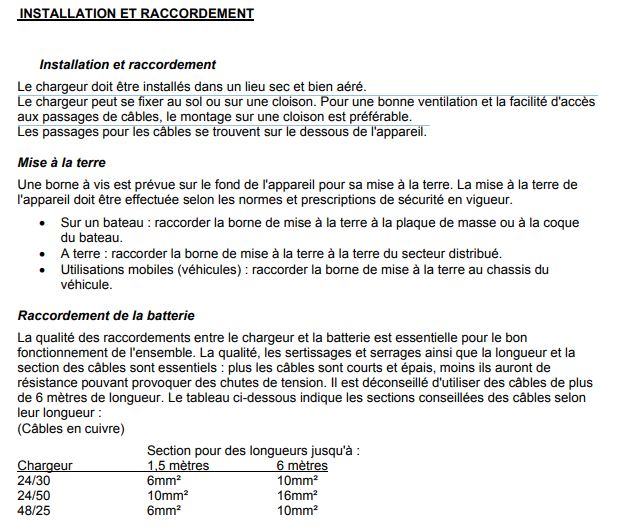 INSTALLATION ET RACCORDEMENT
Installation et raccordement
Le chargeur doit être installés dans un lieu sec et bien aéré.
Le chargeur peut se fixer au sol ou sur une cloison. Pour une bonne ventilation et la facilité d'accès
aux passages de câbles, le montage sur une cloison est préférable.
Les passages pour les câbles se trouvent sur le dessous de l'appareil.
Mise à la terre
Une borne à vis est prévue sur le fond de l'appareil pour sa mise à la terre. La mise à la terre de
l'appareil doit être effectuée selon les normes et prescriptions de sécurité en vigueur.
• Sur un bateau : raccorder la borne de mise à la terre à la plaque de masse ou à la coque
du bateau.
• A terre : raccorder la borne de mise à la terre à la terre du secteur distribué.
• Utilisations mobiles (véhicules) : raccorder la borne de mise à la terre au chassis du
véhicule.
Raccordement de la batterie
La qualité des raccordements entre le chargeur et la batterie est essentielle pour le bon
fonctionnement de l'ensemble. La qualité, les sertissages et serrages ainsi que la longueur et la
section des câbles sont essentiels : plus les câbles sont courts et épais, moins ils auront de
résistance pouvant provoquer des chutes de tension. Il est déconseillé d'utiliser des câbles de plus
de 6 mètres de longueur. Le tableau ci-dessous indique les sections conseillées des câbles selon
leur longueur :
(Câbles en cuivre)
Section pour des longueurs jusqu'à :
Chargeur 1,5 mètres 6 mètres
24/30 6mm² 10mm²
24/50 10mm² 16mm²
48/25 6mm² 10mm²